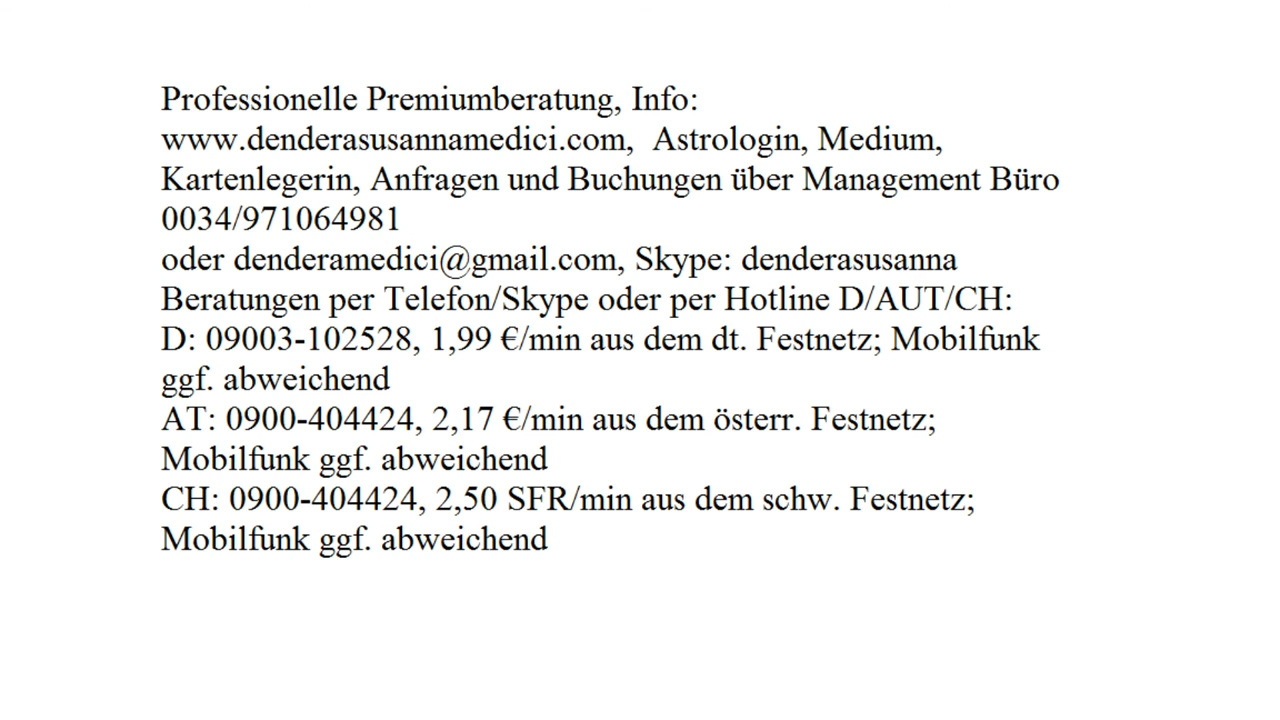 Professionelle Premiumberatung, Info:
www.denderasusannamedici.com,  Astrologin, Medium,
Kartenlegerin, Anfragen und Buchungen über Management Büro
0034/971064981
oder denderamedici@gmail.com, Skype: denderasusanna
Beratungen per Telefon/Skype oder per Hotline D/AUT/CH:
D: 09003-102528, 1,99 €/min aus dem dt. Festnetz; Mobilfunk
ggf. abweichend
AT: 0900-404424, 2,17 €/min aus dem österr. Festnetz;
Mobilfunk ggf. abweichend
CH: 0900-404424, 2,50 SFR/min aus dem schw. Festnetz;
Mobilfunk ggf. abweichend